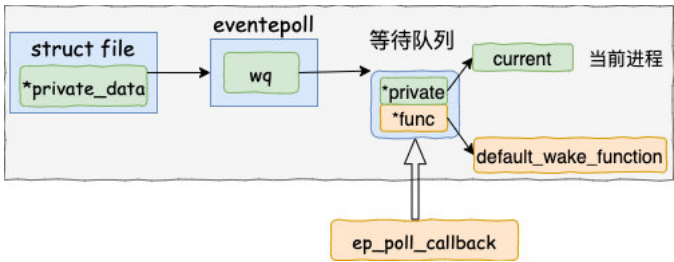 eventepoll
struct file
*private_data
wq
等待队列
*private
*func
current
当前进程
default_wake_function
ep_poll_callback